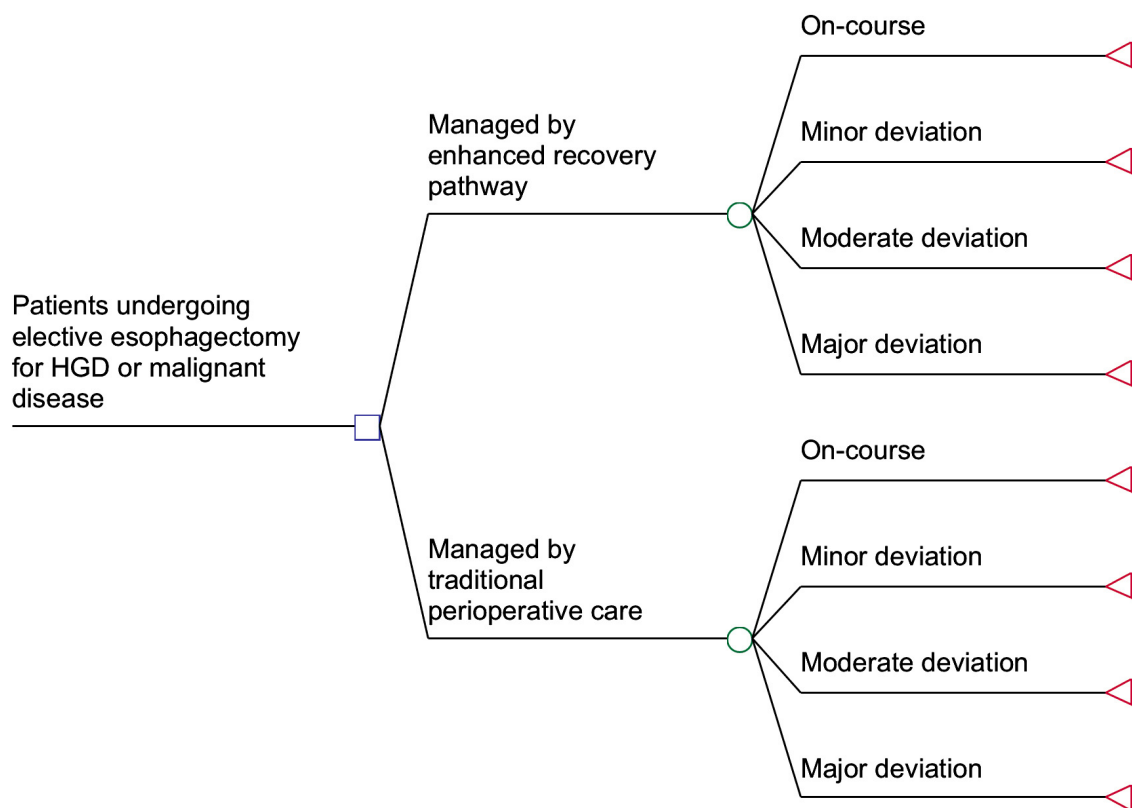 Patients undergoing
elective esophagectomy
for HGD or malignant
disease
Managed by
enhanced recovery
pathway
On-course
Minor deviation
Moderate deviation
Major deviation
Managed by
traditional
perioperative care
On-course
Minor deviation
Moderate deviation
Major deviation